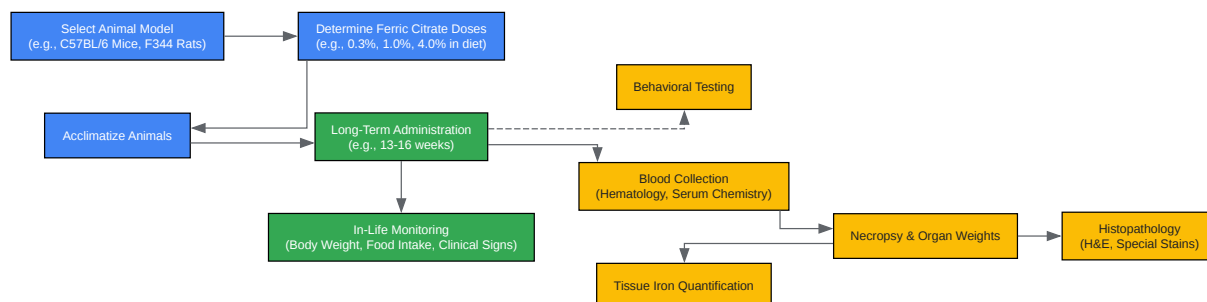 Select Animal Model
(e.g., C57BL/6 Mice, F344 Rats)
Determine Ferric Citrate Doses
(e.g., 0.3%, 1.0%, 4.0% in diet)
Behavioral Testing
Acclimatize Animals
Long-Term Administration
(e.g., 13-16 weeks)
Blood Collection
(Hematology, Serum Chemistry)
In-Life Monitoring
(Body Weight, Food Intake, Clinical Signs)
Necropsy & Organ Weights
Histopathology
(H&E, Special Stains)
Tissue Iron Quantification